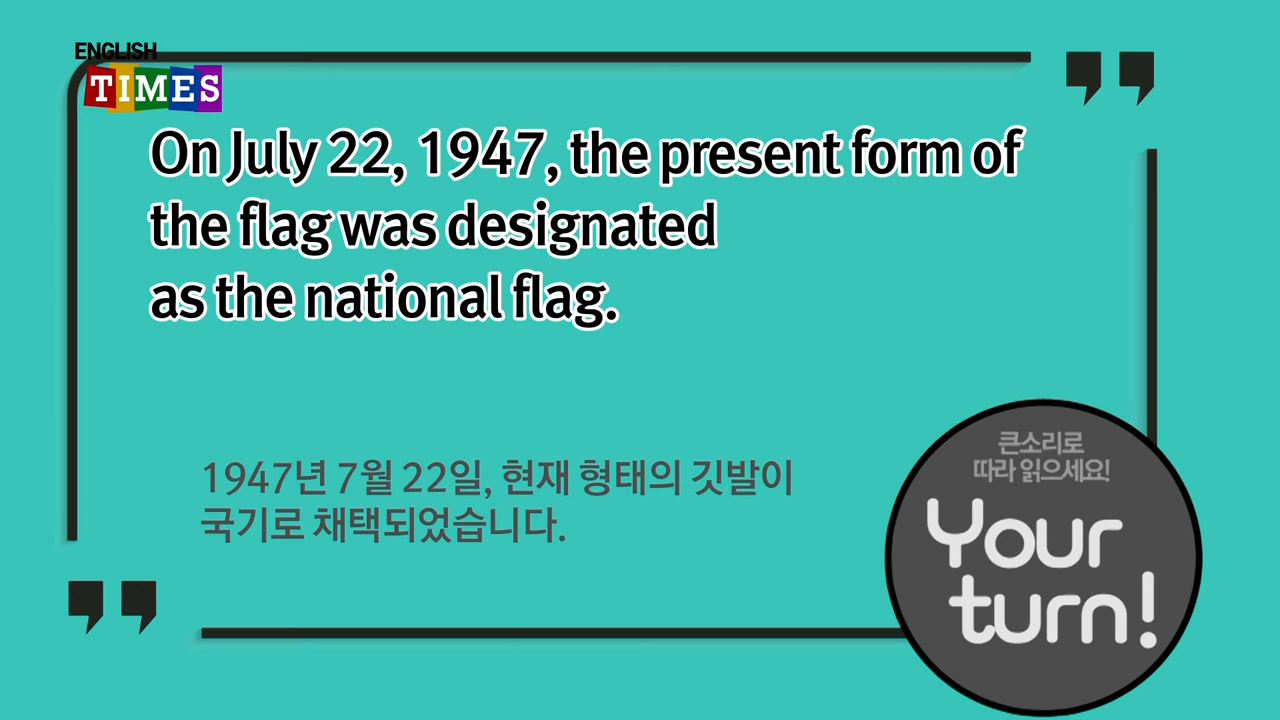 ENGLISH
TIMES
On July 22, 1947, the present form of
the flag was designated
as the national flag.
1947년 7월 22일, 현재 형태의 깃발이
국기로 채택되었습니다.
큰소리로
따라 읽으세요!
Your
turn!